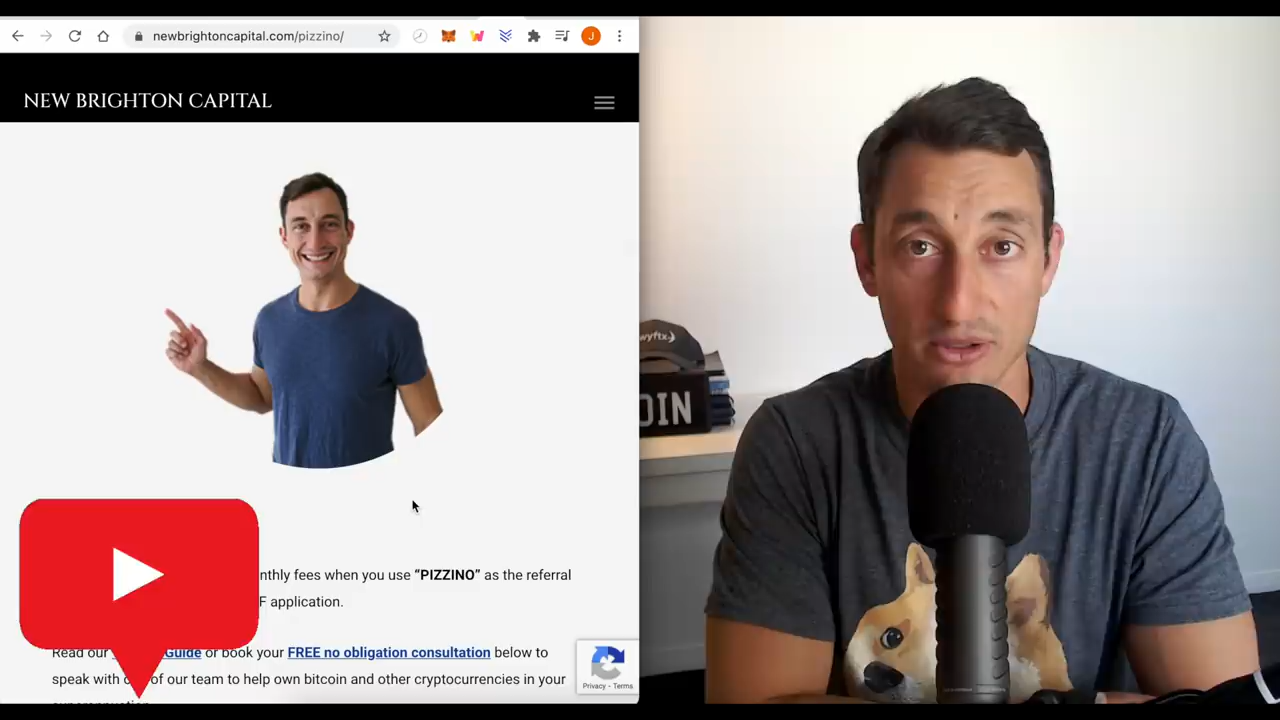 newbrightoncapital.com/pizzino/
J
NEW BRIGHTON CAPITAL
nthly fees when you use “PIZZINO” as the referral
F application.
Read our Guide or book your FREE no obligation consultation below to
speak with of our team to help own bitcoin and other cryptocurrencies in your
Privacy - Terms
wyftx
OIN